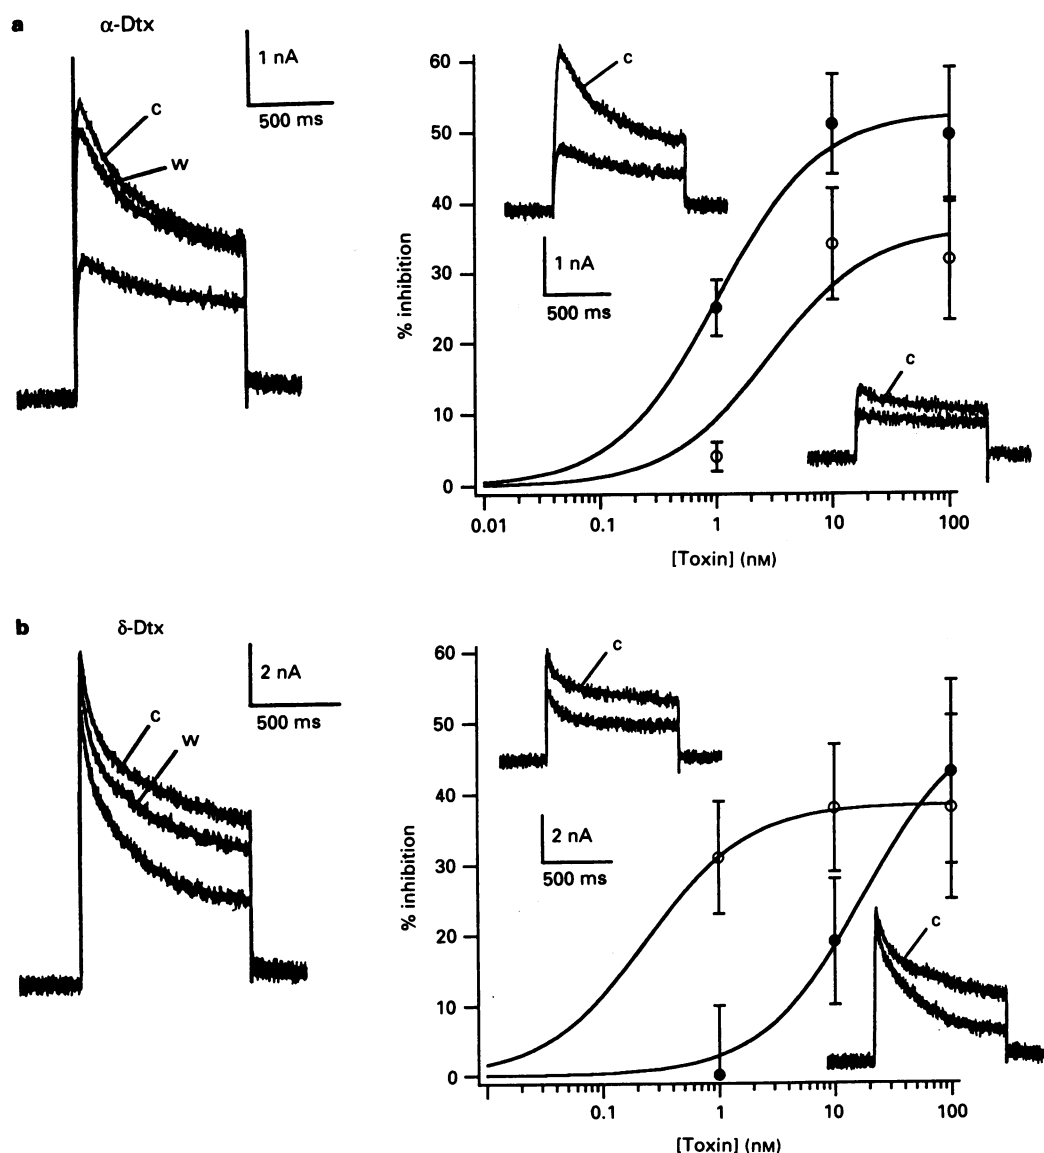 a
α-Dtx
1 nA
500 ms
c
w
% inhibition
60
50
40
30
20
10
0
c
1 nA
500 ms
c
0.01
0.1
1
10
100
[Toxin] (nM)
b
δ-Dtx
2 nA
500 ms
c
w
% inhibition
60
50
40
30
20
10
0
c
2 nA
500 ms
c
0.1
1
10
100
[Toxin] (nM)